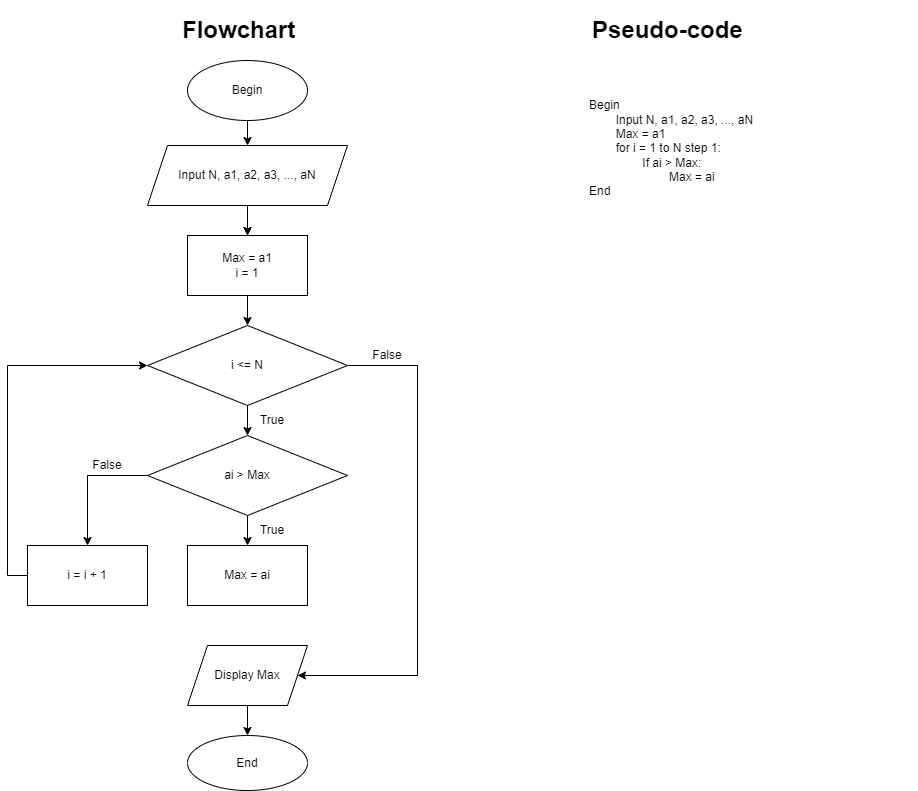 Flowchart
Begin
Input N, a1, a2, a3, ..., aN
Max = a1
i = 1
i <= N
False
True
ai > Max
False
True
i = i + 1
Max = ai
Display Max
End
Pseudo-code
Begin
Input N, a1, a2, a3, ..., aN
Max = a1
for i = 1 to N step 1:
If ai > Max:
Max = ai
End